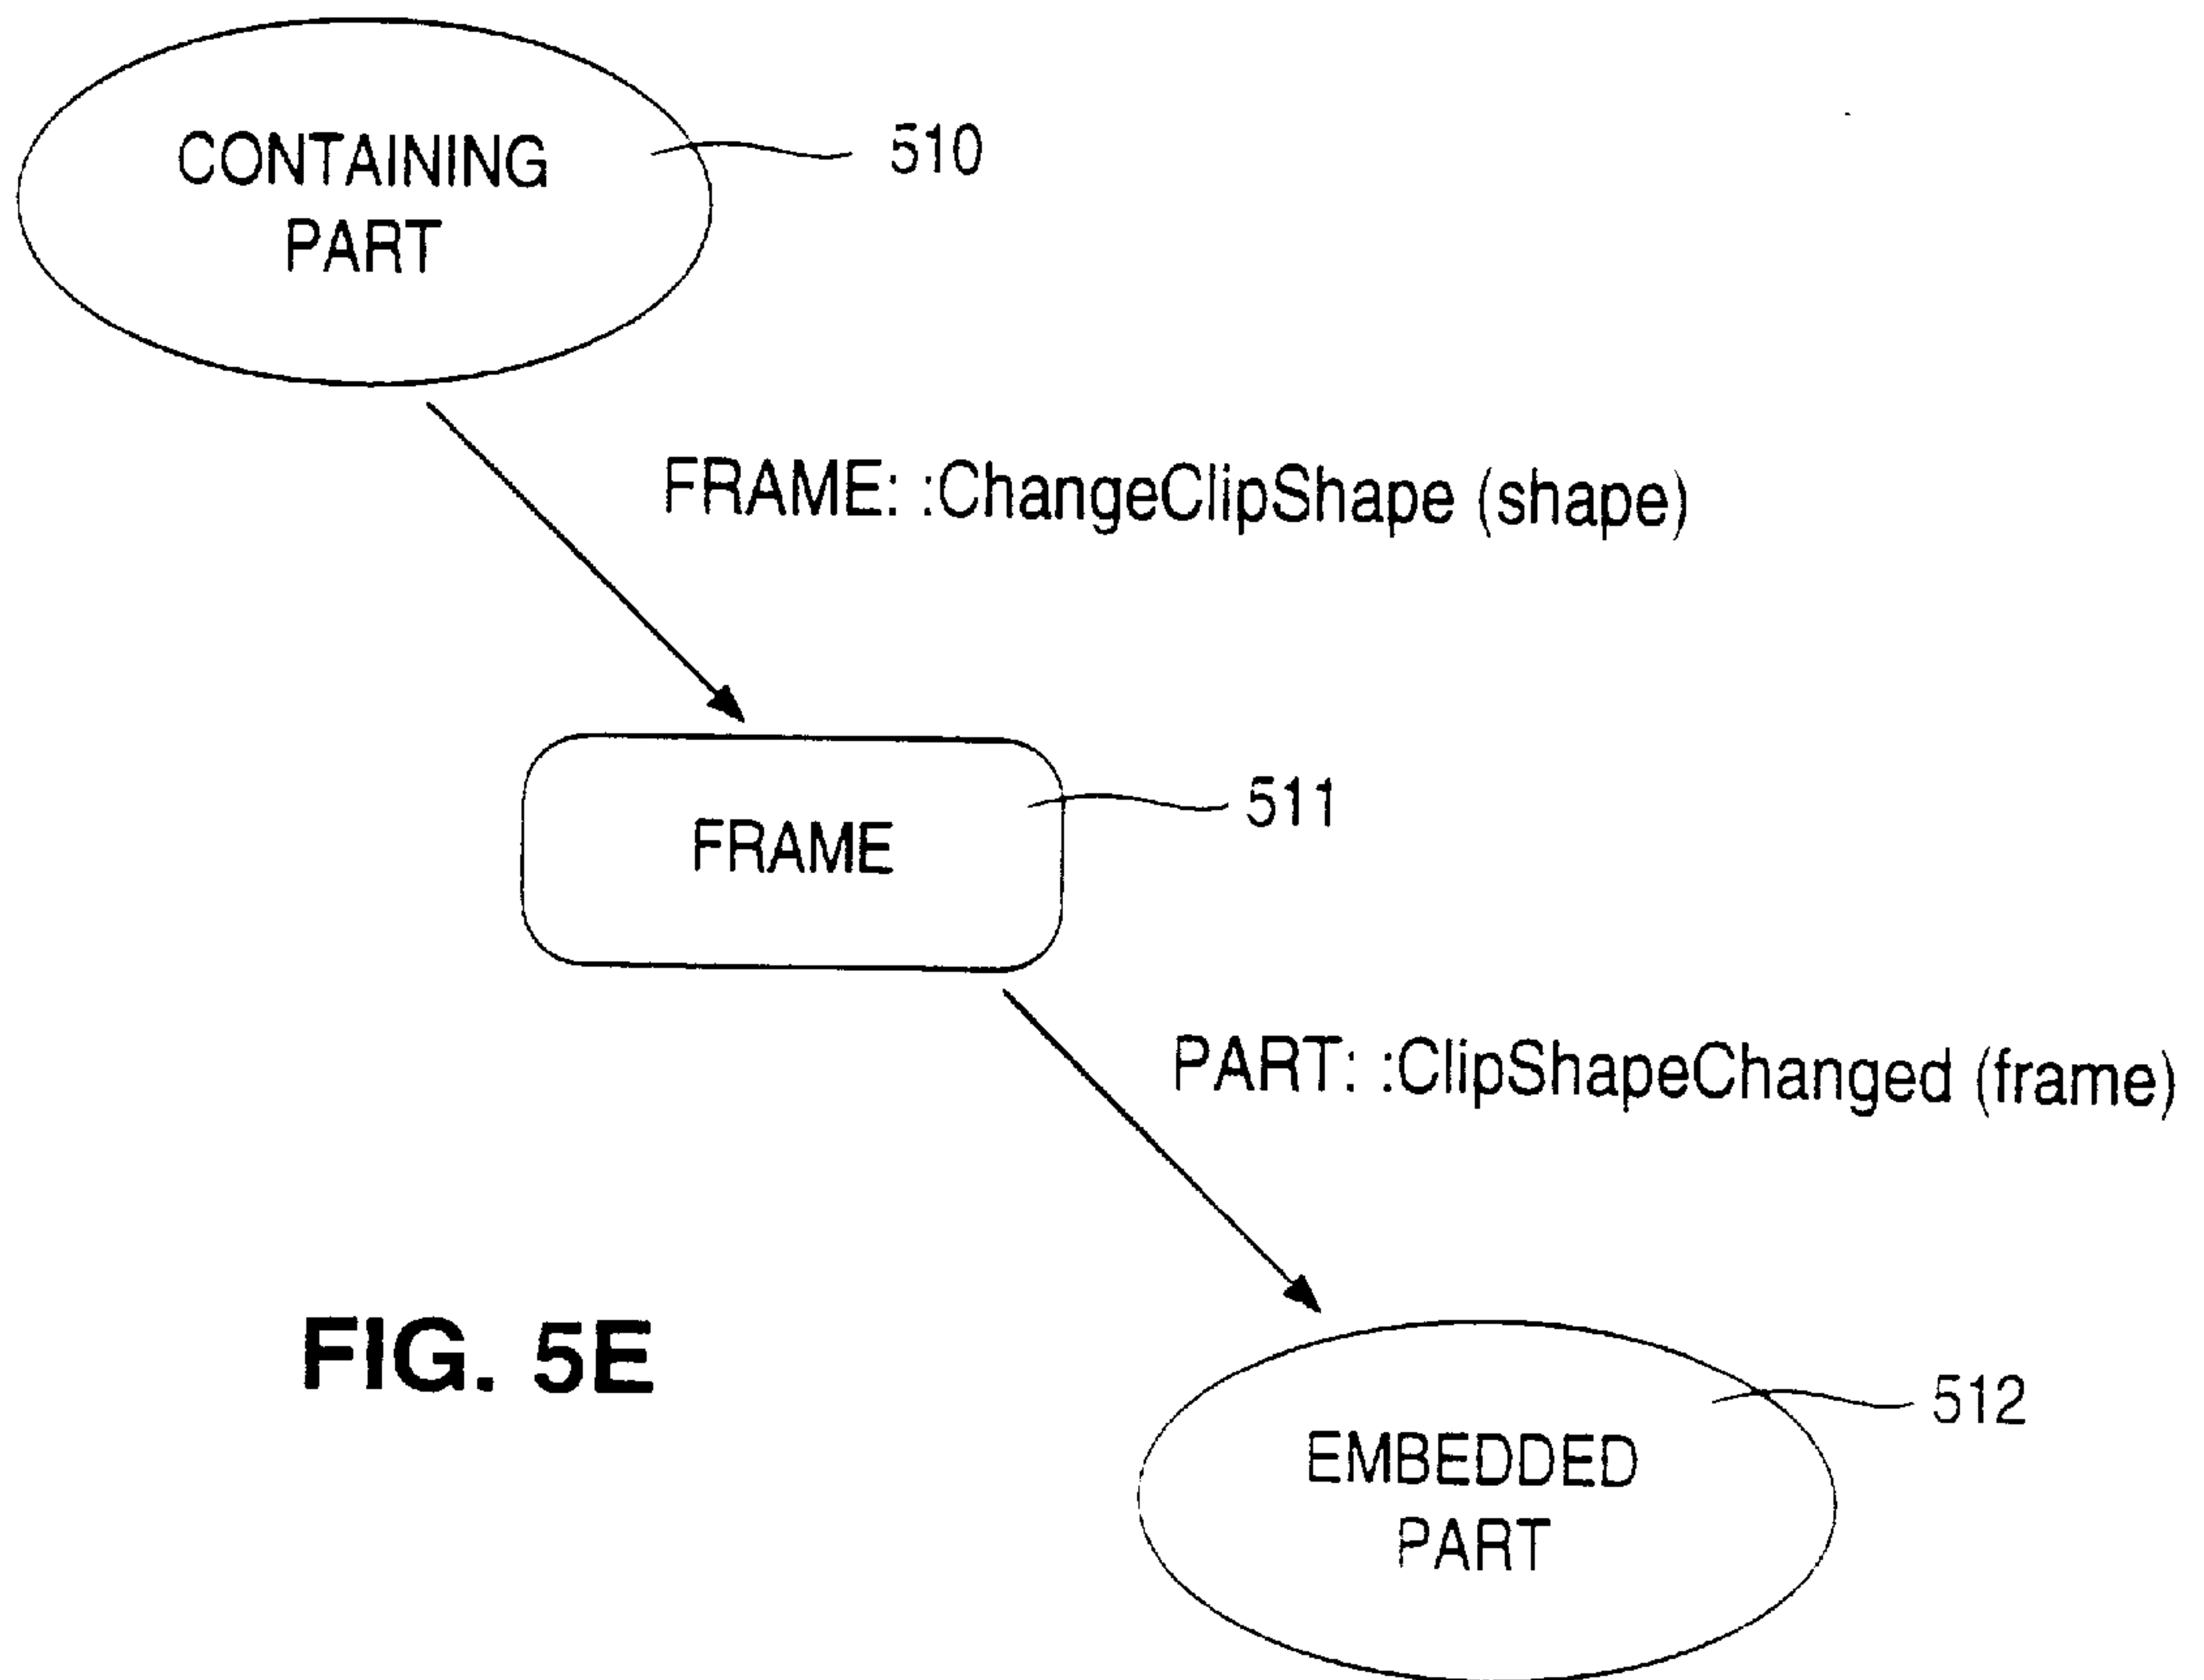 CONTAINING
PART
510
FRAME: :ChangeClipShape (shape)
FRAME
511
PART: :ClipShapeChanged (frame)
FIG. 5E
512
EMBEDDED
PART